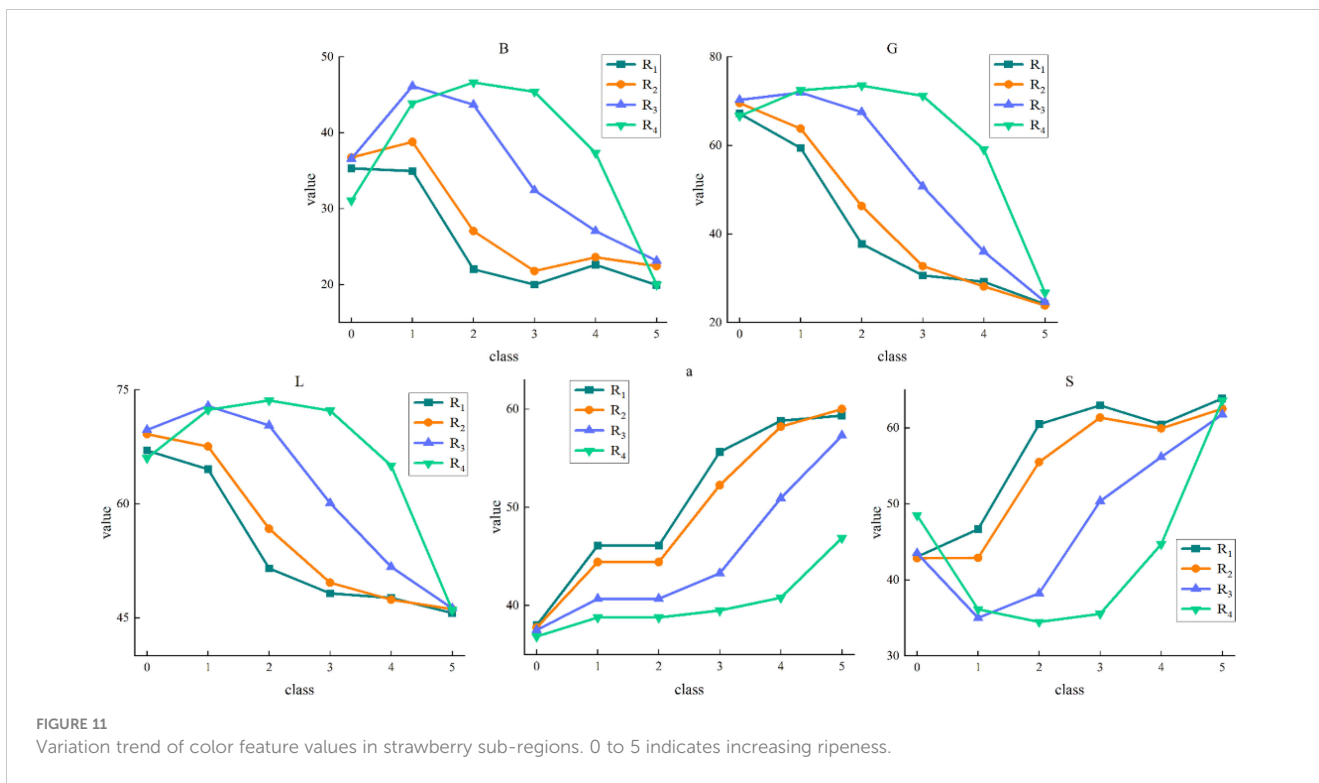 B
50
40
30
20
value
0 1 2 3 4 5
class
R1
R2
R3
R4
G
80
60
40
20
value
0 1 2 3 4 5
class
R1
R2
R3
R4
L
75
60
45
value
0 1 2 3 4 5
class
R1
R2
R3
R4
a
60
50
40
value
0 1 2 3 4 5
class
R1
R2
R3
R4
S
60
50
40
30
value
0 1 2 3 4 5
class
R1
R2
R3
R4
FIGURE 11
Variation trend of color feature values in strawberry sub-regions. 0 to 5 indicates increasing ripeness.